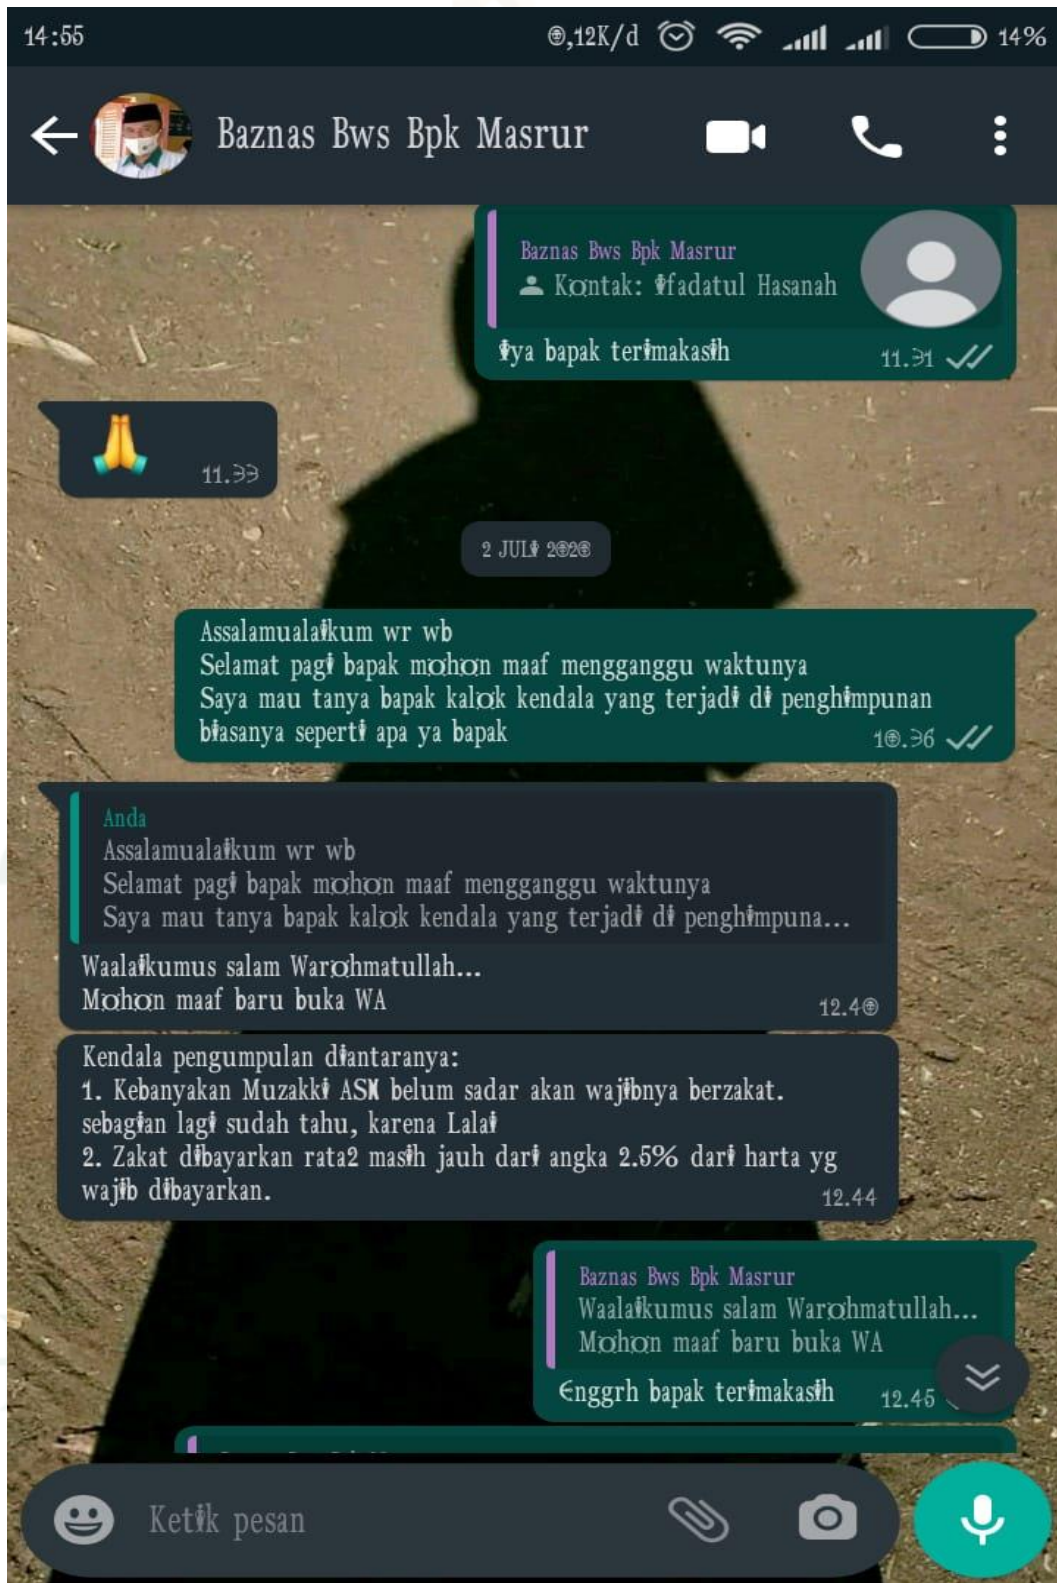 14:55
0,12K/d
14%
Baznas Bws Bpk Masrur
Baznas Bws Bpk Masrur
Kontak: Ifadatul Hasanah
Iya bapak terimakasih
11.31
11.33
2 JULI 2020
Assalamualaikum wr wb
Selamat pagi bapak mohon maaf mengganggu waktunya
Saya mau tanya bapak kalok kendala yang terjadi di penghimpunan
biasanya seperti apa ya bapak
10.36
Anda
Assalamualaikum wr wb
Selamat pagi bapak mohon maaf mengganggu waktunya
Saya mau tanya bapak kalok kendala yang terjadi di penghimpuna...
Waalaikumus salam Warohmatullah...
Mohon maaf baru buka WA
12.40
Kendala pengumpulan diantaranya:
1. Kebanyakan Muzakki ASN belum sadar akan wajibnya berzakat.
sebagian lagi sudah tahu, karena Lalai
2. Zakat dibayarkan rata2 masih jauh dari angka 2.5% dari harta yg
wajib dibayarkan.
12.44
Baznas Bws Bpk Masrur
Waalaikumus salam Warohmatullah...
Mohon maaf baru buka WA
Enggrh bapak terimakasih
12.45
Ketik pesan